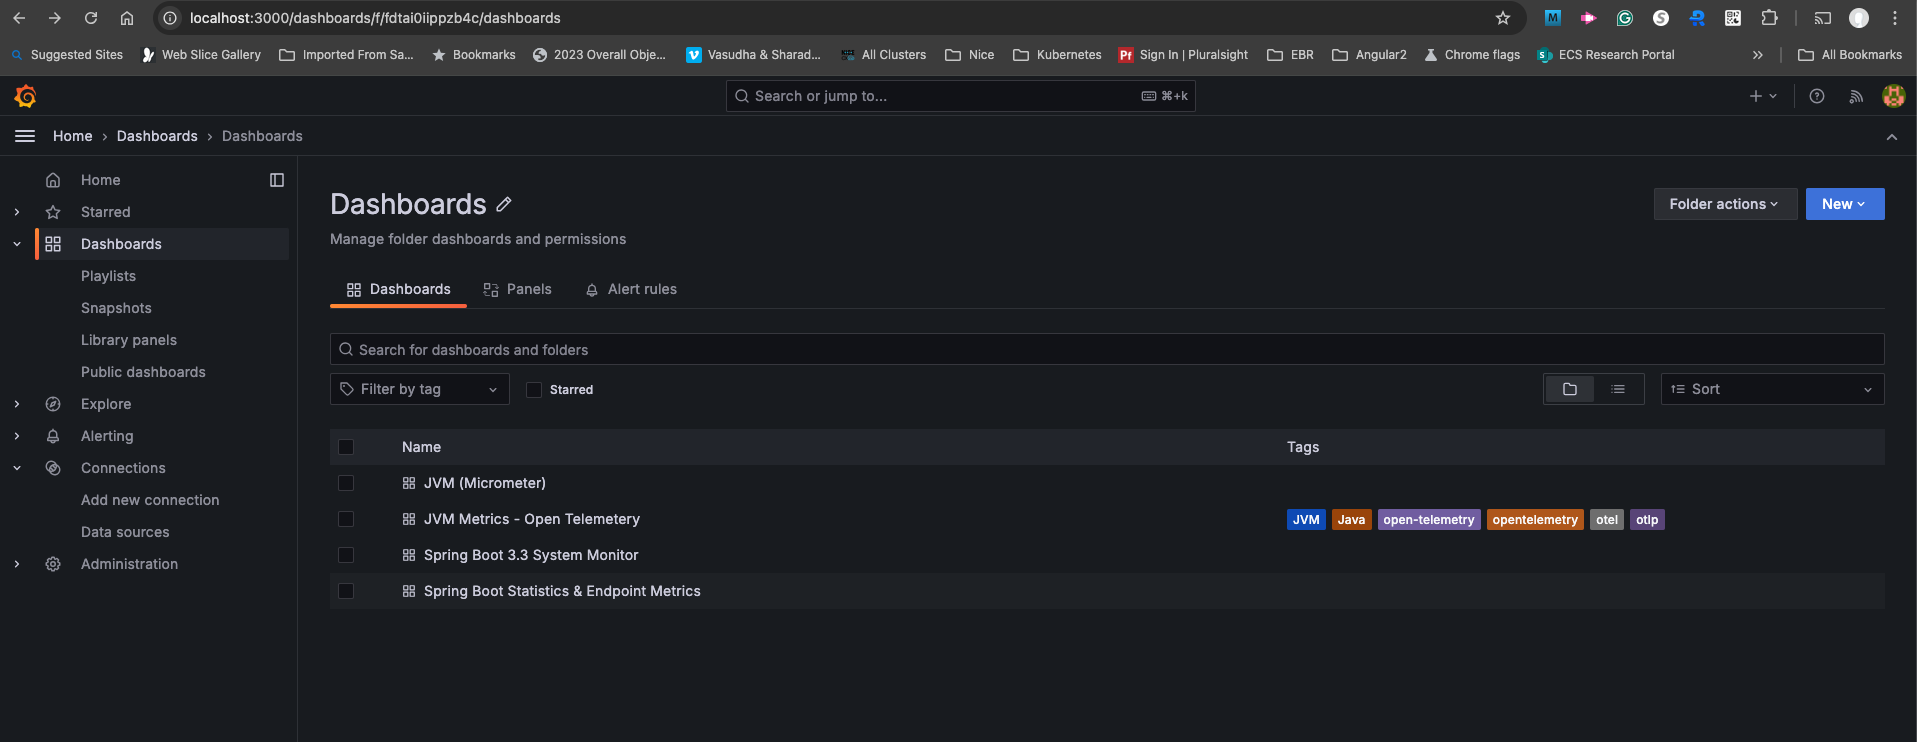 localhost:3000/dashboards/f/fdtai0iippzb4c/dashboards
Suggested Sites Web Slice Gallery Imported From Sa... Bookmarks 2023 Overall Obje... Vasudha & Sharad... All Clusters Nice Kubernetes Pf Sign In | Pluralsight EBR Angular2 Chrome flags ECS Research Portal » All Bookmarks
Search or jump to... ⌘+k
Home › Dashboards › Dashboards
Home
Starred
Dashboards
Playlists
Snapshots
Library panels
Public dashboards
Explore
Alerting
Connections
Add new connection
Data sources
Administration
Dashboards
Folder actions New
Manage folder dashboards and permissions
Dashboards Panels Alert rules
Search for dashboards and folders
Filter by tag Starred Sort
Name Tags
JVM (Micrometer)
JVM Metrics - Open Telemetery JVM Java open-telemetry opentelemetry otel otlp
Spring Boot 3.3 System Monitor
Spring Boot Statistics & Endpoint Metrics